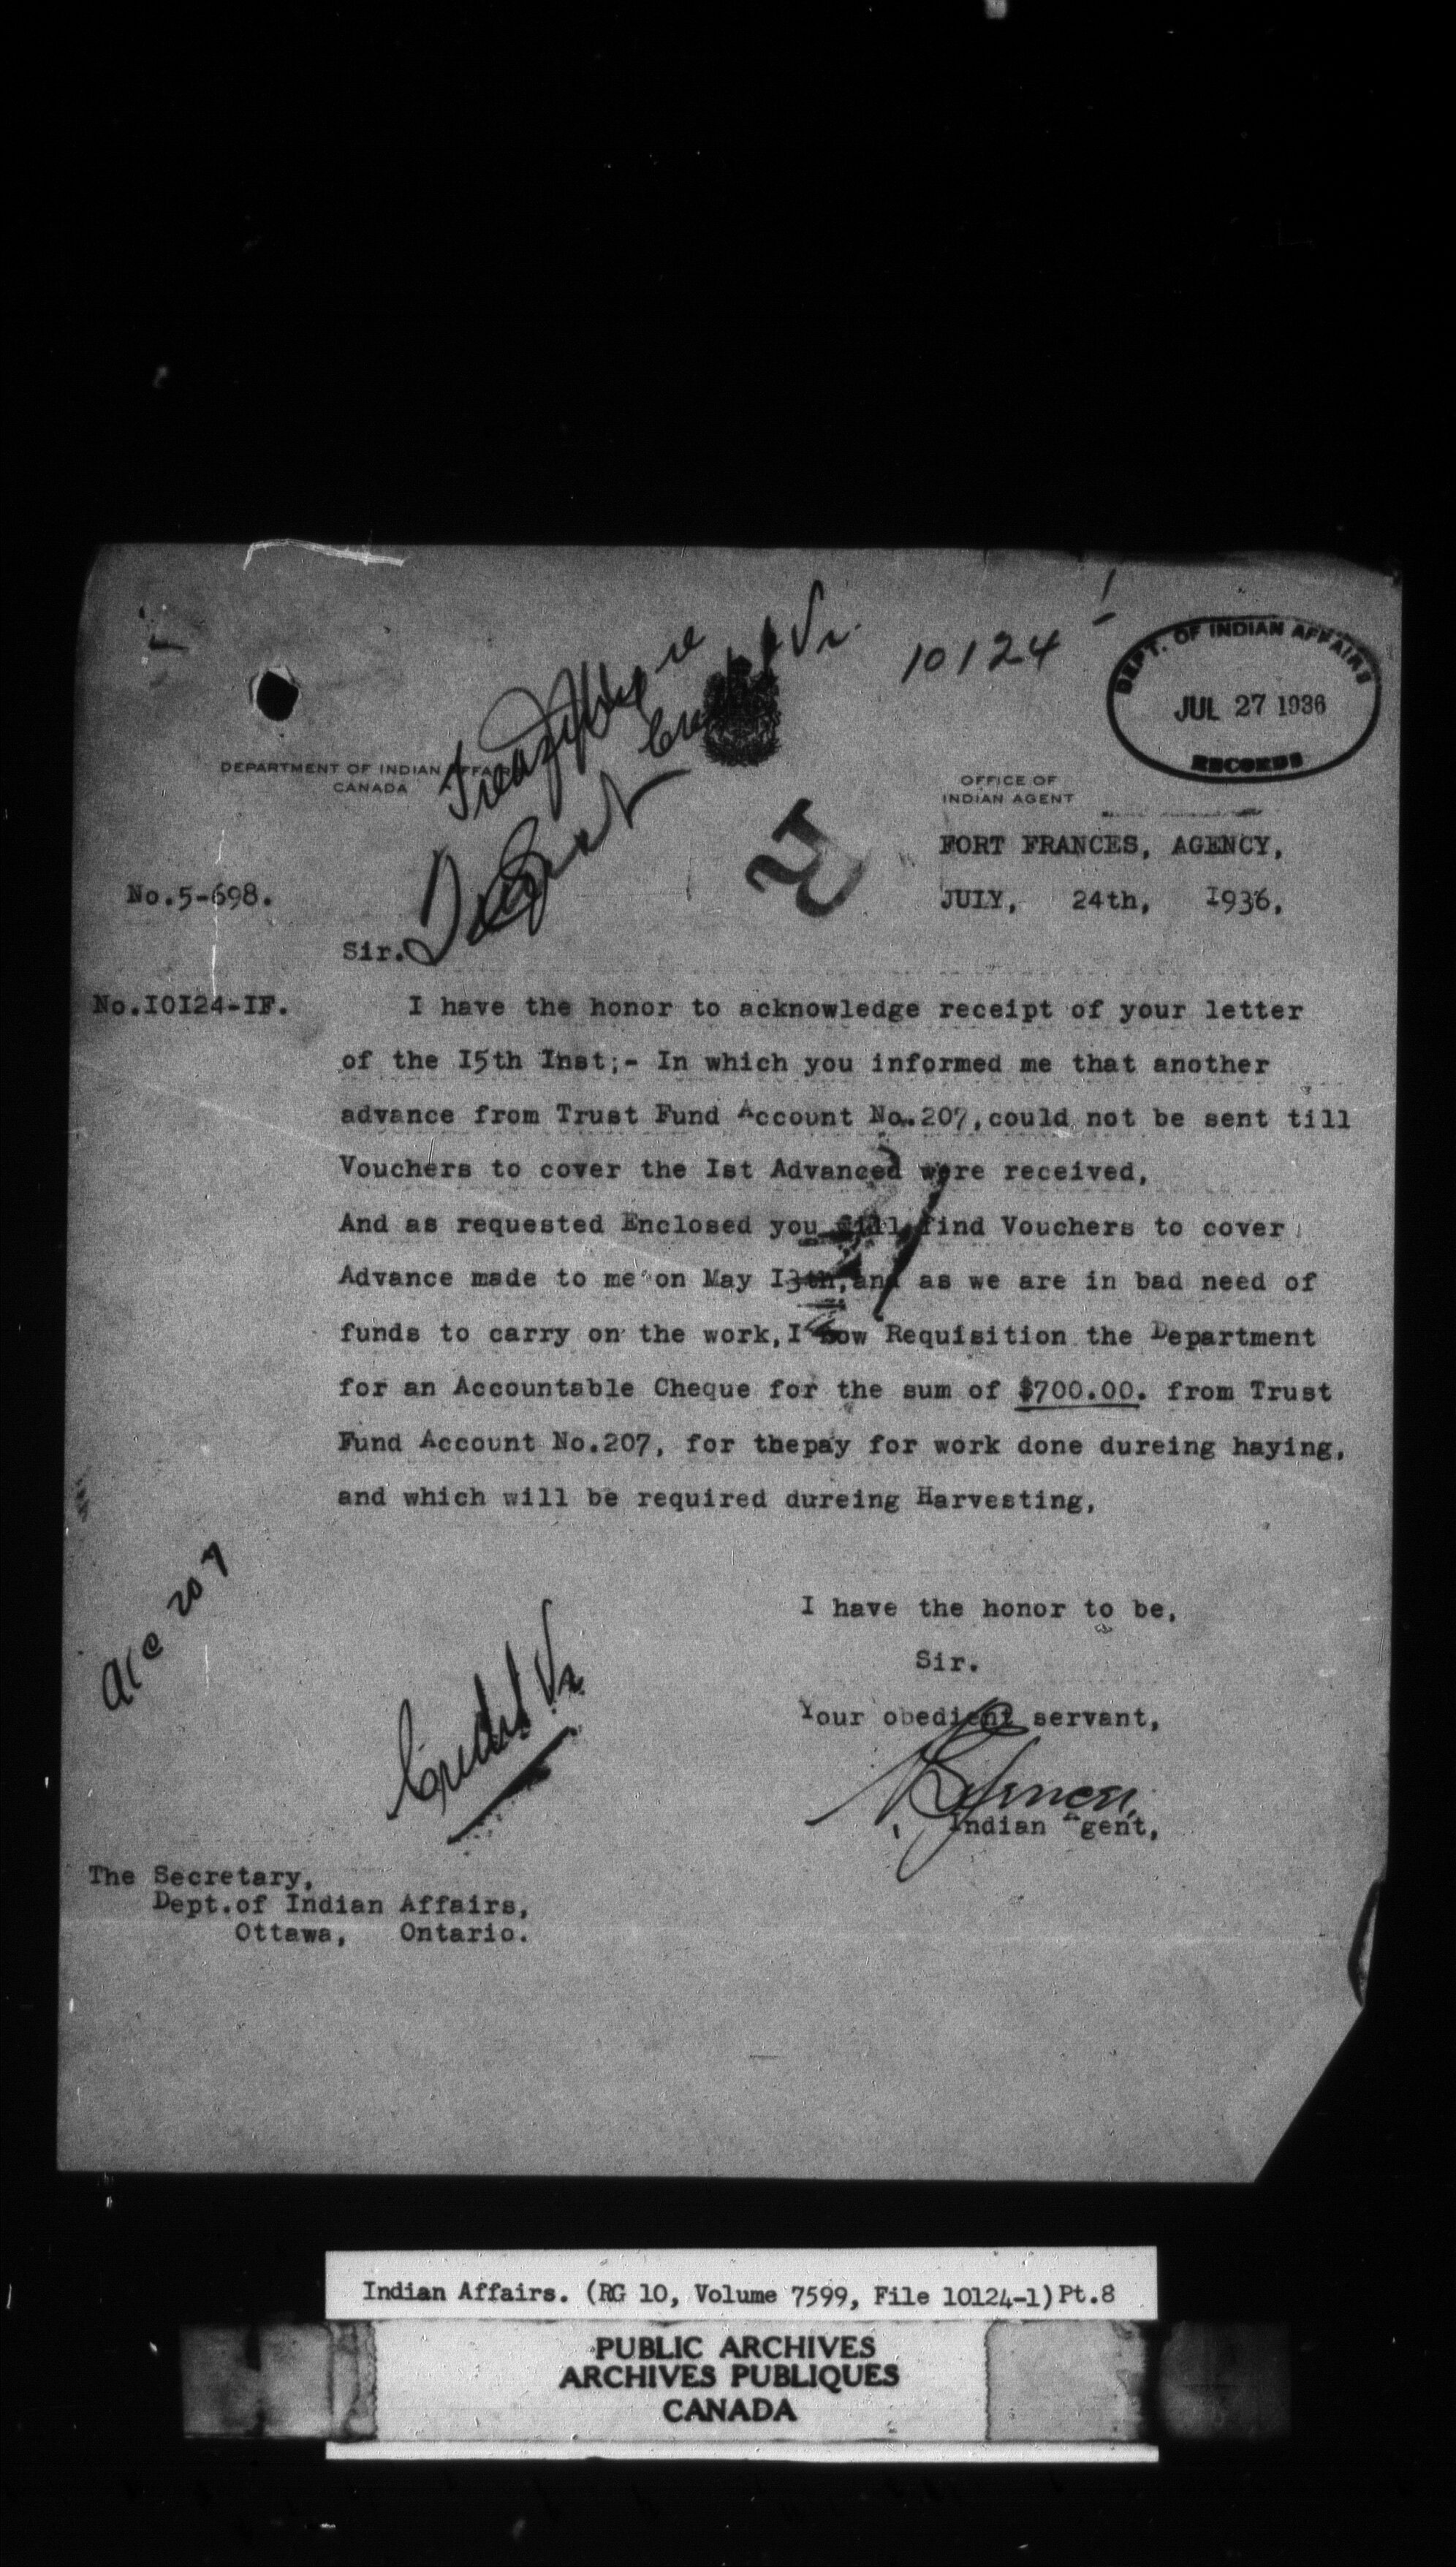 10124
DEPT. OF INDIAN AFFAIRS
JUL 27 1936
RECORDS
DEPARTMENT OF INDIAN AFFAIRS
CANADA
OFFICE OF
INDIAN AGENT
FORT FRANCES, AGENCY,
No.5-698.
JULY, 24th, I936,
Sir.
No.I0I24-IF.
I have the honor to acknowledge receipt of your letter
of the I5th Inst;- In which you informed me that another
advance from Trust Fund Account No.207,could not be sent till
Vouchers to cover the Ist Advanced were received,
And as requested Enclosed you will find Vouchers to cover
Advance made to me on May I3th,and as we are in bad need of
funds to carry on the work,I now Requisition the Department
for an Accountable Cheque for the sum of $700.00. from Trust
Fund Account No.207, for thepay for work done dureing haying,
and which will be required dureing Harvesting,
a/c 207
I have the honor to be,
Sir.
Your obedient servant,
Credit Vr.
Indian Agent,
The Secretary,
Dept.of Indian Affairs,
Ottawa, Ontario.
Indian Affairs. (RG 10, Volume 7599, File 10124-1)Pt.8
PUBLIC ARCHIVES
ARCHIVES PUBLIQUES
CANADA